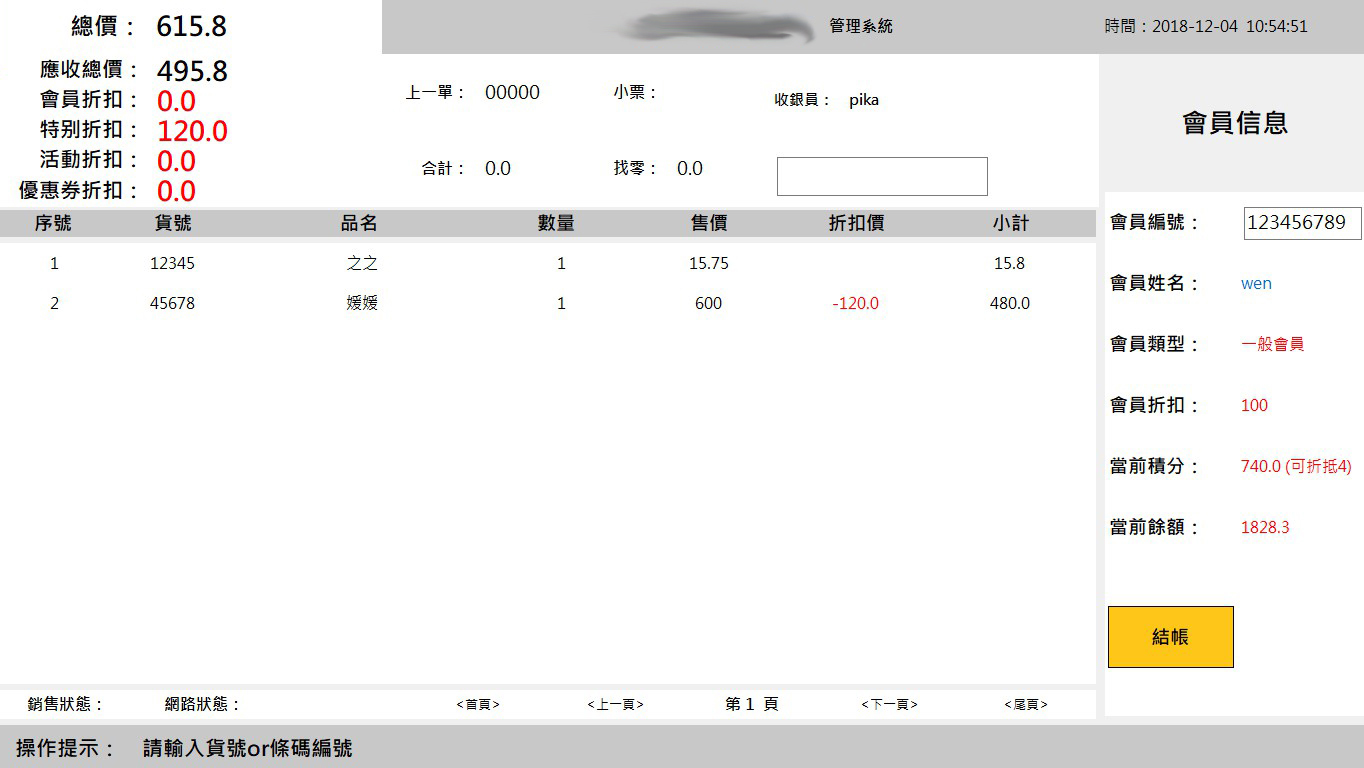 總價： 615.8
管理系統
時間：2018-12-04 10:54:51
應收總價： 495.8
會員折扣： 0.0
特別折扣： 120.0
活動折扣： 0.0
優惠券折扣： 0.0
上一單： 00000 小票： 收銀員： pika
合計： 0.0 找零： 0.0
序號 貨號 品名 數量 售價 折扣價 小計
1 12345 之之 1 15.75 15.8
2 45678 媛媛 1 600 -120.0 480.0
會員信息
會員編號： 123456789
會員姓名： wen
會員類型： 一般會員
會員折扣： 100
當前積分： 740.0 (可折抵4)
當前餘額： 1828.3
結帳
銷售狀態： 網路狀態： <首頁> <上一頁> 第 1 頁 <下一頁> <尾頁>
操作提示： 請輸入貨號or條碼編號